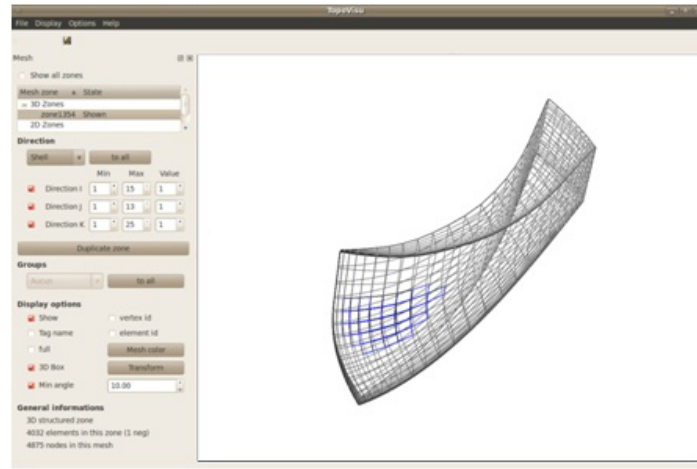 TopoVisu
File Display Options Help
Mesh
Show all zones
Mesh zone State
3D Zones
zone1354 Shown
2D Zones
Direction
Shell to all
Min Max Value
Direction I 1 15 1
Direction J 1 13 1
Direction K 1 25 1
Duplicate zone
Groups
Aucun to all
Display options
Show vertex id
Tag name element id
full Mesh color
3D Box Transform
Min angle 10.00
General informations
3D structured zone
4032 elements in this zone (1 neg)
4875 nodes in this mesh